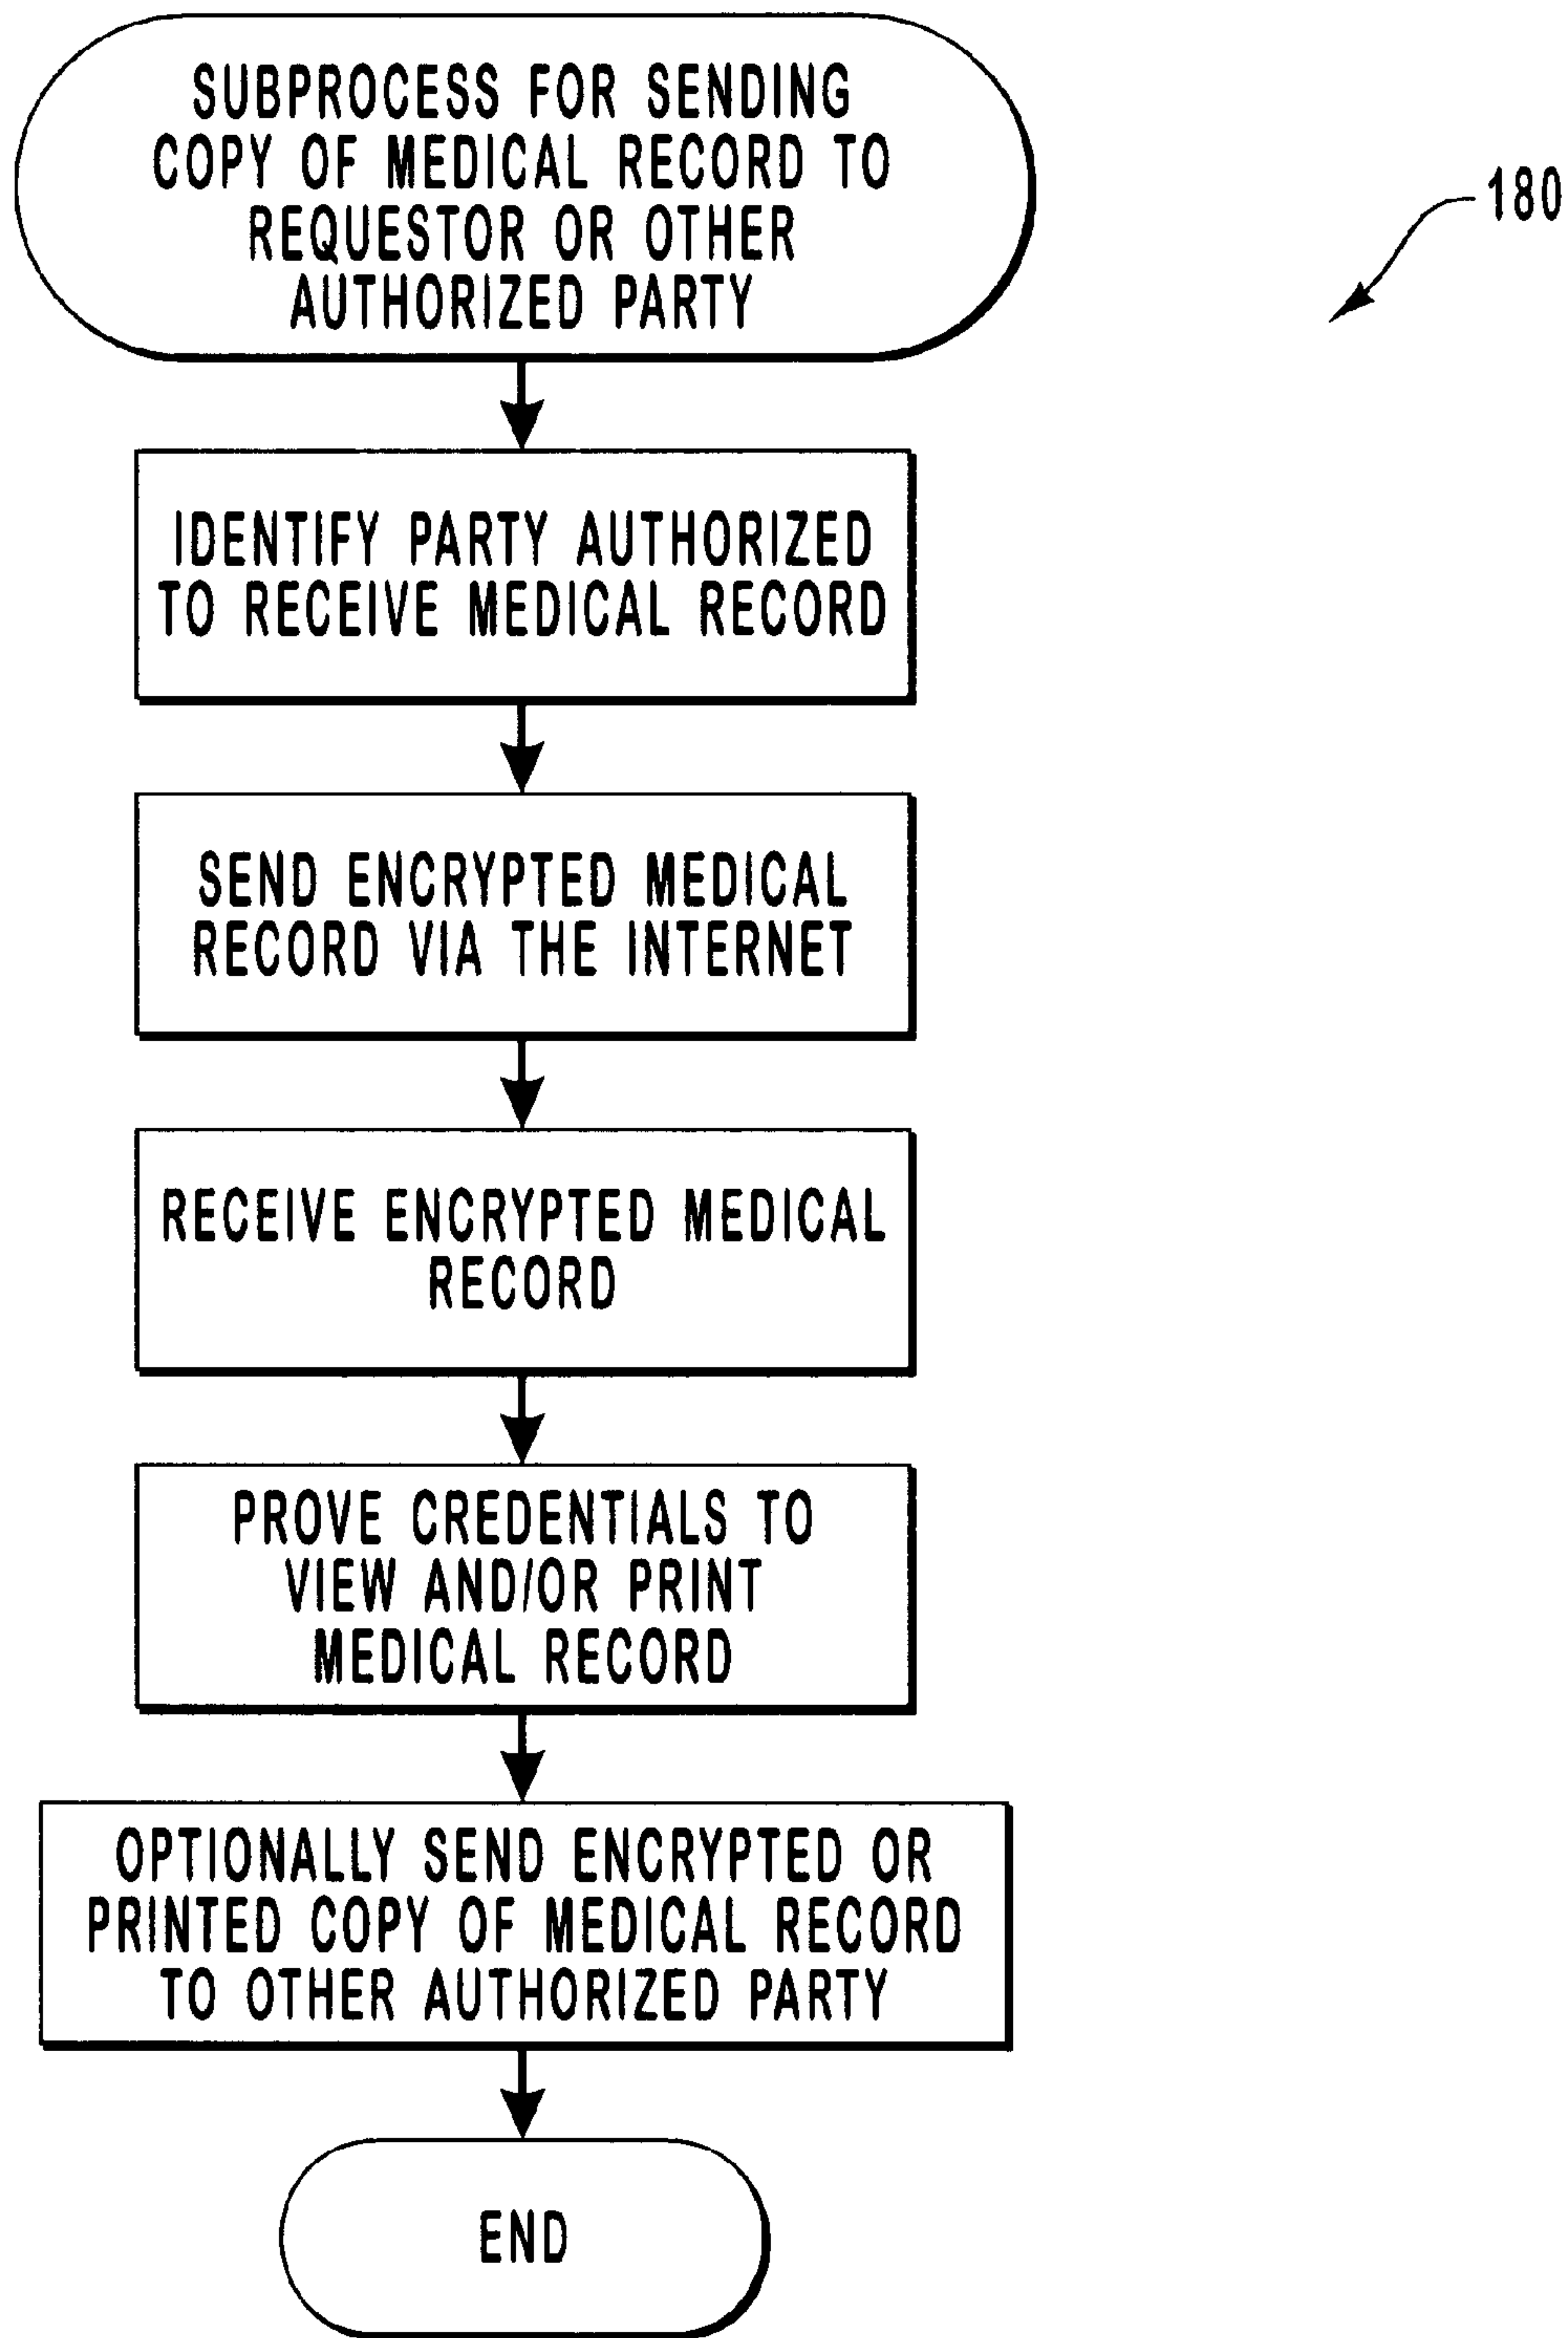 SUBPROCESS FOR SENDING
COPY OF MEDICAL RECORD TO
REQUESTOR OR OTHER
AUTHORIZED PARTY
180
IDENTIFY PARTY AUTHORIZED
TO RECEIVE MEDICAL RECORD
SEND ENCRYPTED MEDICAL
RECORD VIA THE INTERNET
RECEIVE ENCRYPTED MEDICAL
RECORD
PROVE CREDENTIALS TO
VIEW AND/OR PRINT
MEDICAL RECORD
OPTIONALLY SEND ENCRYPTED OR
PRINTED COPY OF MEDICAL RECORD
TO OTHER AUTHORIZED PARTY
END